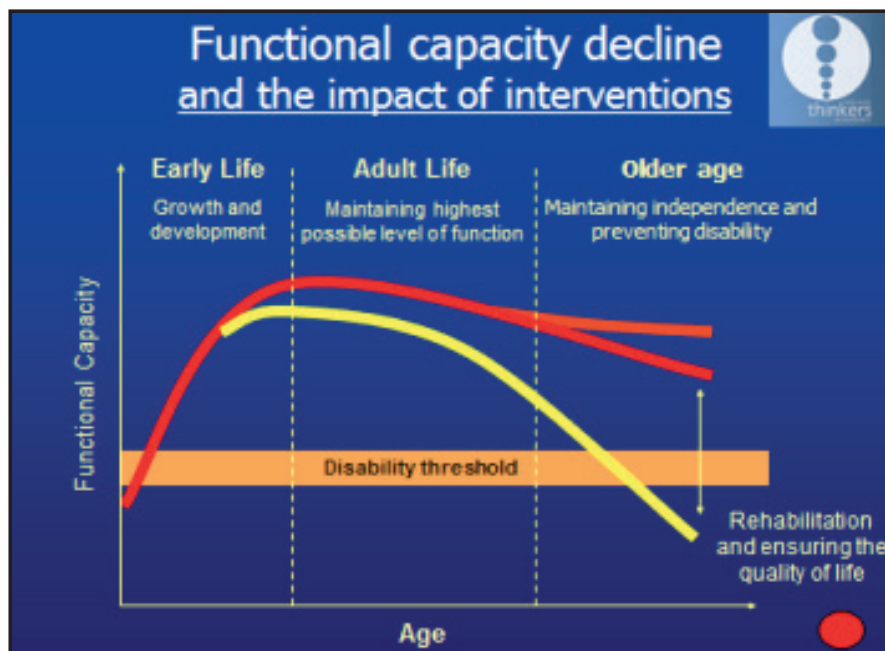 Functional capacity decline
and the impact of interventions
thinkers
Early Life
Growth and
development
Adult Life
Maintaining highest
possible level of function
Older age
Maintaining independence and
preventing disability
Functional Capacity
Disability threshold
Rehabilitation
and ensuring the
quality of life
Age